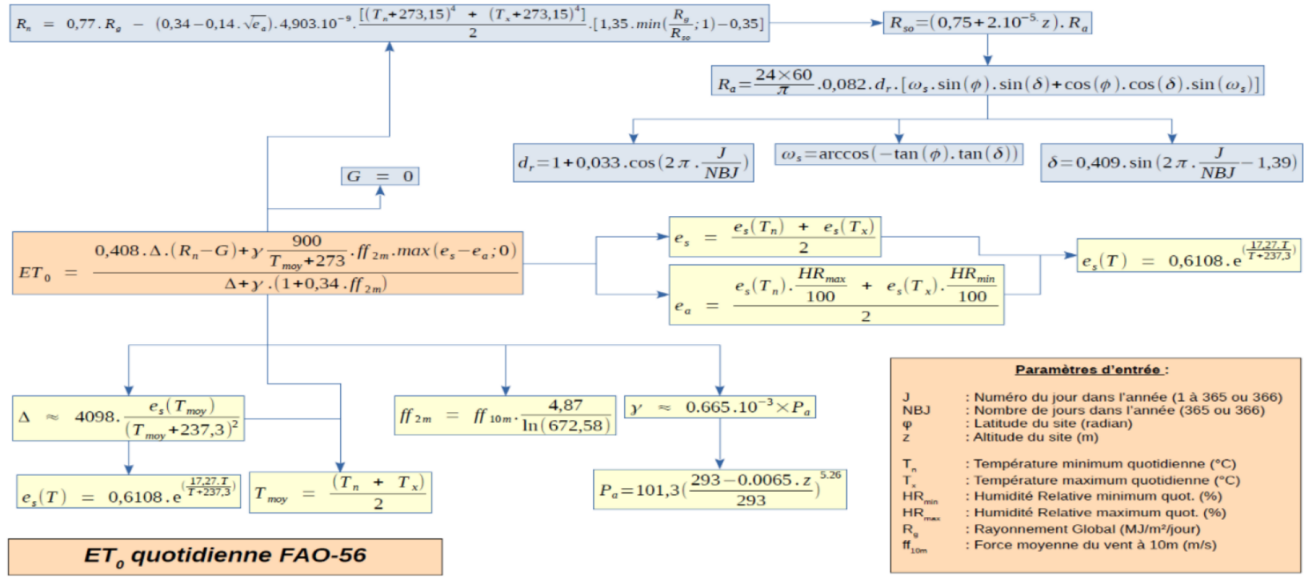 R_n = 0,77. R_g − (0,34−0,14. √e_a).4,903.10^−9. [(T_n+273,15)^4 + (T_x+273,15)^4] / 2 .[1,35. min(R_g / R_so ;1)−0,35]
R_so=(0,75+2.10^−5. z). R_a
R_a= 24×60 / π .0,082. d_r.[ω_s.sin(ϕ).sin(δ)+cos(ϕ).cos(δ).sin(ω_s)]
d_r=1+0,033.cos(2π. J / NBJ)
ω_s=arccos(−tan(ϕ).tan(δ))
δ=0,409.sin(2π. J / NBJ −1,39)
G = 0
ET_0 = 0,408.Δ.(R_n−G)+γ 900 / T_moy+273 .ff_2m.max(e_s−e_a;0) / Δ+γ.(1+0,34.ff_2m)
e_s = e_s(T_n) + e_s(T_x) / 2
e_a = e_s(T_n). HR_max / 100 + e_s(T_x). HR_min / 100 / 2
e_s(T) = 0,6108.e^(17,27.T / T+237,3)
Δ ≈ 4098. e_s(T_moy) / (T_moy+237,3)^2
ff_2m = ff_10m. 4,87 / ln(672,58)
γ ≈ 0.665.10^−3×P_a
e_s(T) = 0,6108.e^(17,27.T / T+237,3)
T_moy = (T_n + T_x) / 2
P_a=101,3(293−0.0065.z / 293)^5.26
ET_0 quotidienne FAO-56
Paramètres d'entrée :
J : Numéro du jour dans l'année (1 à 365 ou 366)
NBJ : Nombre de jours dans l'année (365 ou 366)
φ : Latitude du site (radian)
z : Altitude du site (m)
T_n : Température minimum quotidienne (°C)
T_x : Température maximum quotidienne (°C)
HR_min : Humidité Relative minimum quot. (%)
HR_max : Humidité Relative maximum quot. (%)
R_g : Rayonnement Global (MJ/m²/jour)
ff_10m : Force moyenne du vent à 10m (m/s)